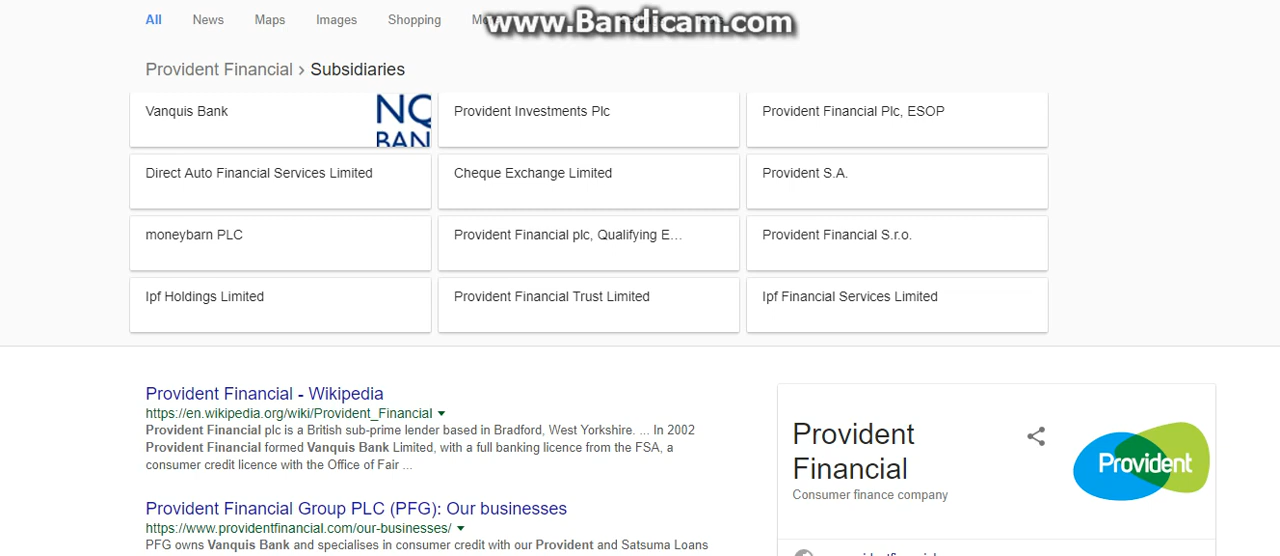 All News Maps Images Shopping
www.Bandicam.com
Provident Financial › Subsidiaries
Vanquis Bank
NQ
BAN
Provident Investments Plc
Provident Financial Plc, ESOP
Direct Auto Financial Services Limited
Cheque Exchange Limited
Provident S.A.
moneybarn PLC
Provident Financial plc, Qualifying E...
Provident Financial S.r.o.
Ipf Holdings Limited
Provident Financial Trust Limited
Ipf Financial Services Limited
Provident Financial - Wikipedia
https://en.wikipedia.org/wiki/Provident_Financial
Provident Financial plc is a British sub-prime lender based in Bradford, West Yorkshire. ... In 2002
Provident Financial formed Vanquis Bank Limited, with a full banking licence from the FSA, a
consumer credit licence with the Office of Fair ...
Provident Financial Group PLC (PFG): Our businesses
https://www.providentfinancial.com/our-businesses/
PFG owns Vanquis Bank and specialises in consumer credit with our Provident and Satsuma Loans
Provident
Financial
Consumer finance company
Provident